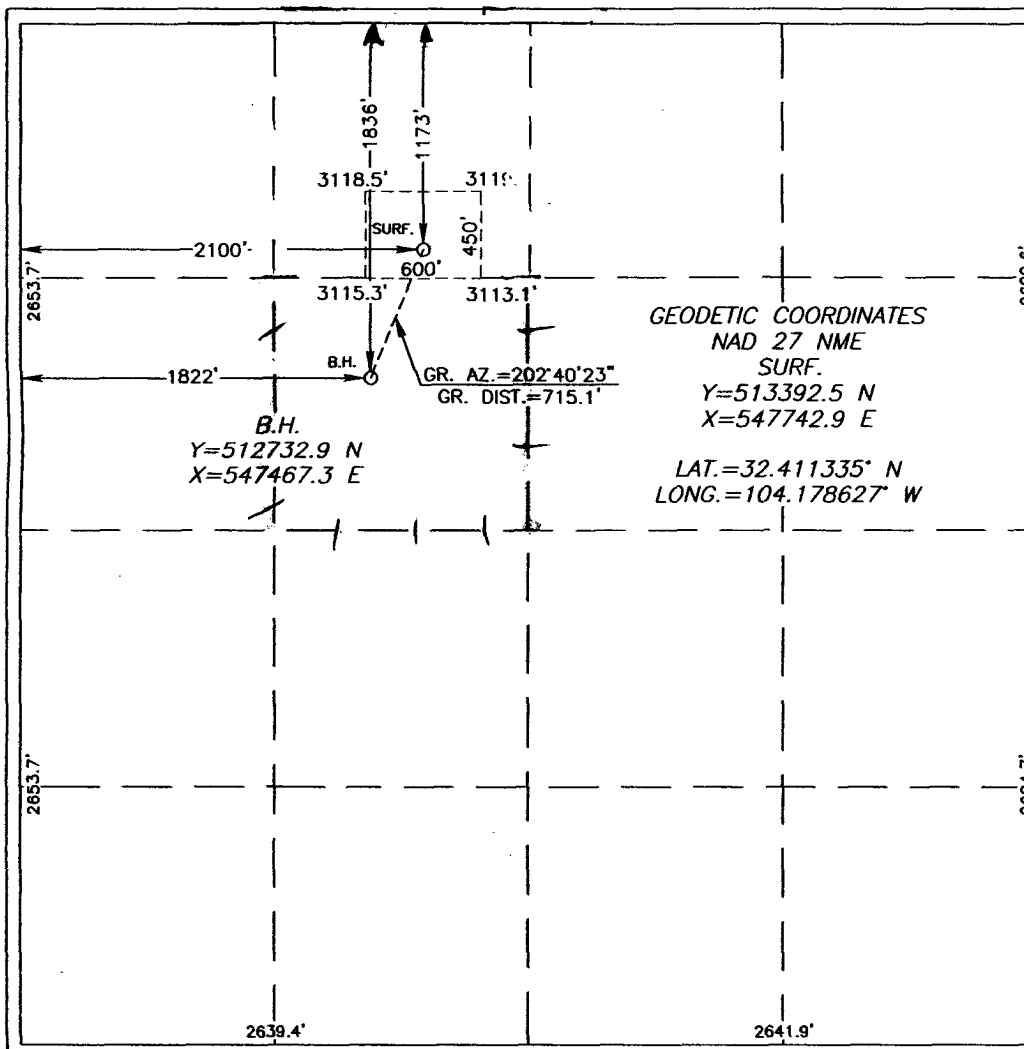 1836'
1173'
3118.5'
SURF.
450'
2100'
600'
2653.7'
3115.3'
3113.1'
GEODETIC COORDINATES
NAD 27 NME
SURF.
Y=513392.5 N
X=547742.9 E
LAT.=32.411335° N
LONG.=104.178627° W
B.H.
1822'
GR. AZ.=202°40'23"
GR. DIST.=715.1'
B.H.
Y=512732.9 N
X=547467.3 E
2653.7'
2639.4'
2641.9'